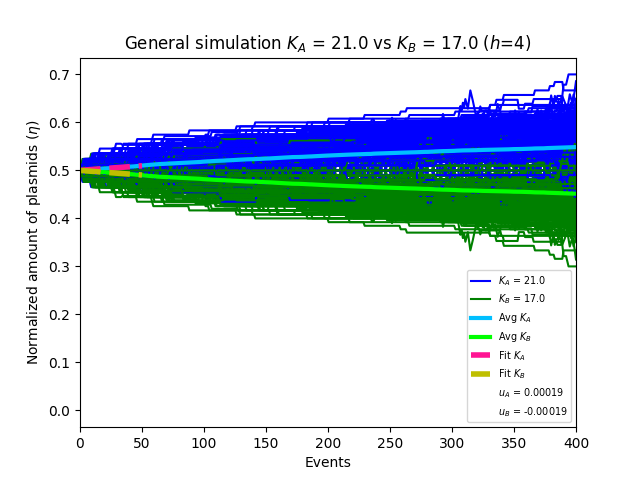 General simulation K_A = 21.0 vs K_B = 17.0 (h=4)
Normalized amount of plasmids (η)
0.7
0.6
0.5
0.4
0.3
0.2
0.1
0.0
K_A = 21.0
K_B = 17.0
Avg K_A
Avg K_B
Fit K_A
Fit K_B
u_A = 0.00019
u_B = -0.00019
0 50 100 150 200 250 300 350 400
Events